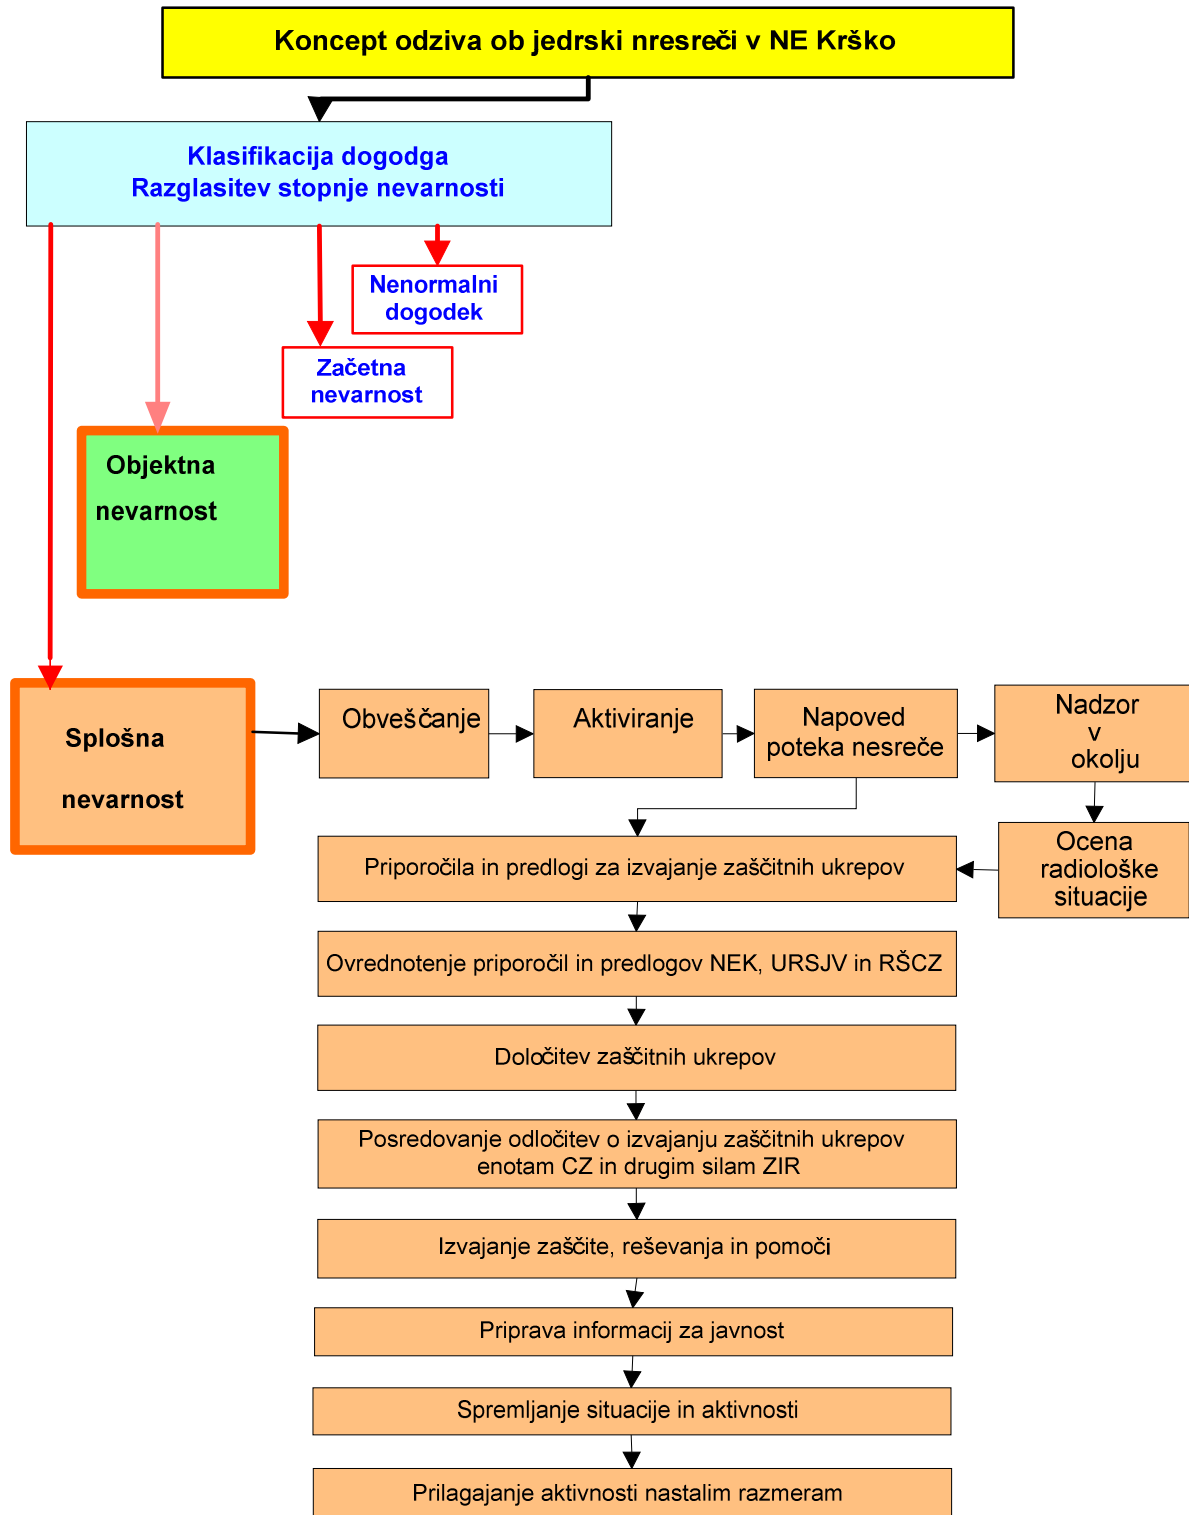 Koncept odziva ob jedrski nresreči v NE Krško
Klasifikacija dogodga
Razglasitev stopnje nevarnosti
Nenormalni
dogodek
Začetna
nevarnost
Objektna
nevarnost
Splošna
nevarnost
Obveščanje
Aktiviranje
Napoved
poteka nesreče
Nadzor
v
okolju
Ocena
radiološke
situacije
Priporočila in predlogi za izvajanje zaščitnih ukrepov
Ovrednotenje priporočil in predlogov NEK, URSJV in RŠCZ
Določitev zaščitnih ukrepov
Posredovanje odločitev o izvajanju zaščitnih ukrepov
enotam CZ in drugim silam ZIR
Izvajanje zaščite, reševanja in pomoči
Priprava informacij za javnost
Spremljanje situacije in aktivnosti
Prilagajanje aktivnosti nastalim razmeram